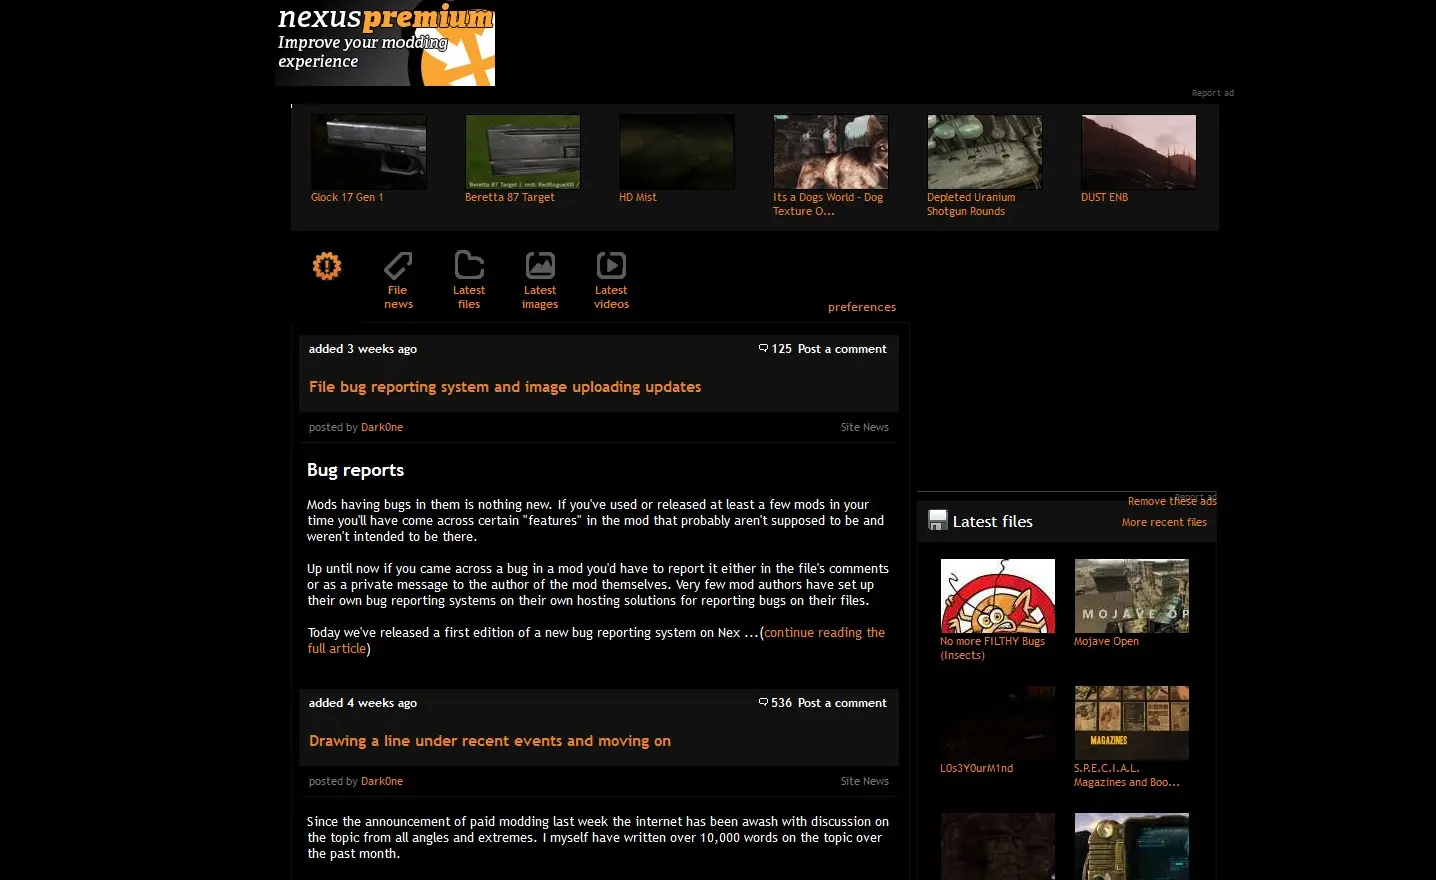 nexuspremium
Improve your modding
experience
Report ad
Beretta 87 Target | mdl: RedRogueXIII /
Glock 17 Gen 1
Beretta 87 Target
HD Mist
Its a Dogs World - Dog
Texture O...
Depleted Uranium
Shotgun Rounds
DUST ENB
File
news
Latest
files
Latest
images
Latest
videos
preferences
added 3 weeks ago
125 Post a comment
File bug reporting system and image uploading updates
posted by Dark0ne
Site News
Bug reports
Mods having bugs in them is nothing new. If you've used or released at least a few mods in your
time you'll have come across certain "features" in the mod that probably aren't supposed to be and
weren't intended to be there.
Up until now if you came across a bug in a mod you'd have to report it either in the file's comments
or as a private message to the author of the mod themselves. Very few mod authors have set up
their own bug reporting systems on their own hosting solutions for reporting bugs on their files.
Today we've released a first edition of a new bug reporting system on Nex ...(continue reading the
full article)
added 4 weeks ago
536 Post a comment
Drawing a line under recent events and moving on
posted by Dark0ne
Site News
Since the announcement of paid modding last week the internet has been awash with discussion on
the topic from all angles and extremes. I myself have written over 10,000 words on the topic over
the past month.
Report ad
Remove these ads
Latest files
More recent files
MOJAVE OP
No more FILTHY Bugs
(Insects)
Mojave Open
MAGAZINES
L0s3Y0urM1nd
S.P.E.C.I.A.L.
Magazines and Boo...